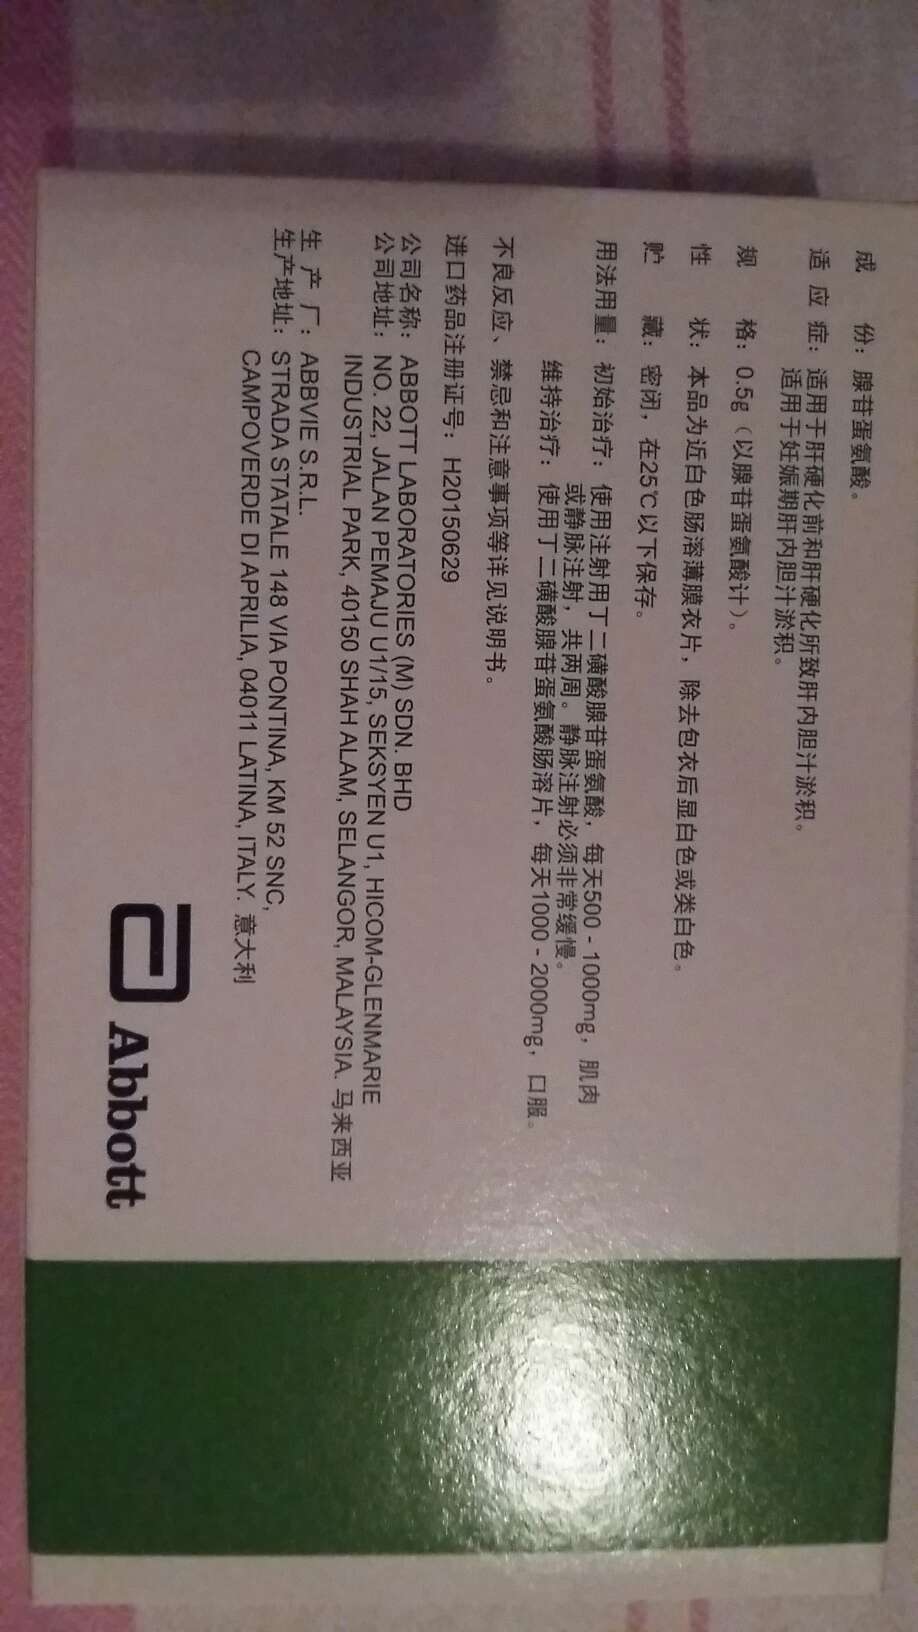 成 份：腺苷蛋氨酸。
适 应 症：适用于肝硬化前和肝硬化所致肝内胆汁淤积。
适用于妊娠期肝内胆汁淤积。
规 格：0.5g（以腺苷蛋氨酸计）。
性 状：本品为近白色肠溶薄膜衣片，除去包衣后显白色或类白色。
贮 藏：密闭，在25℃以下保存。
用法用量：初始治疗：使用注射用丁二磺酸腺苷蛋氨酸，每天500 - 1000mg，肌肉
或静脉注射，共两周。静脉注射必须非常缓慢。
维持治疗：使用丁二磺酸腺苷蛋氨酸肠溶片，每天1000 - 2000mg，口服。
不良反应、禁忌和注意事项等详见说明书。
进口药品注册证号：H20150629
公司名称：ABBOTT LABORATORIES (M) SDN. BHD
公司地址：NO. 22, JALAN PEMAJU U1/15, SEKSYEN U1, HICOM-GLENMARIE
INDUSTRIAL PARK, 40150 SHAH ALAM, SELANGOR, MALAYSIA. 马来西亚
生 产 厂：ABBVIE S.R.L.
生产地址：STRADA STATALE 148 VIA PONTINA, KM 52 SNC,
CAMPOVERDE DI APRILIA, 04011 LATINA, ITALY. 意大利
Abbott